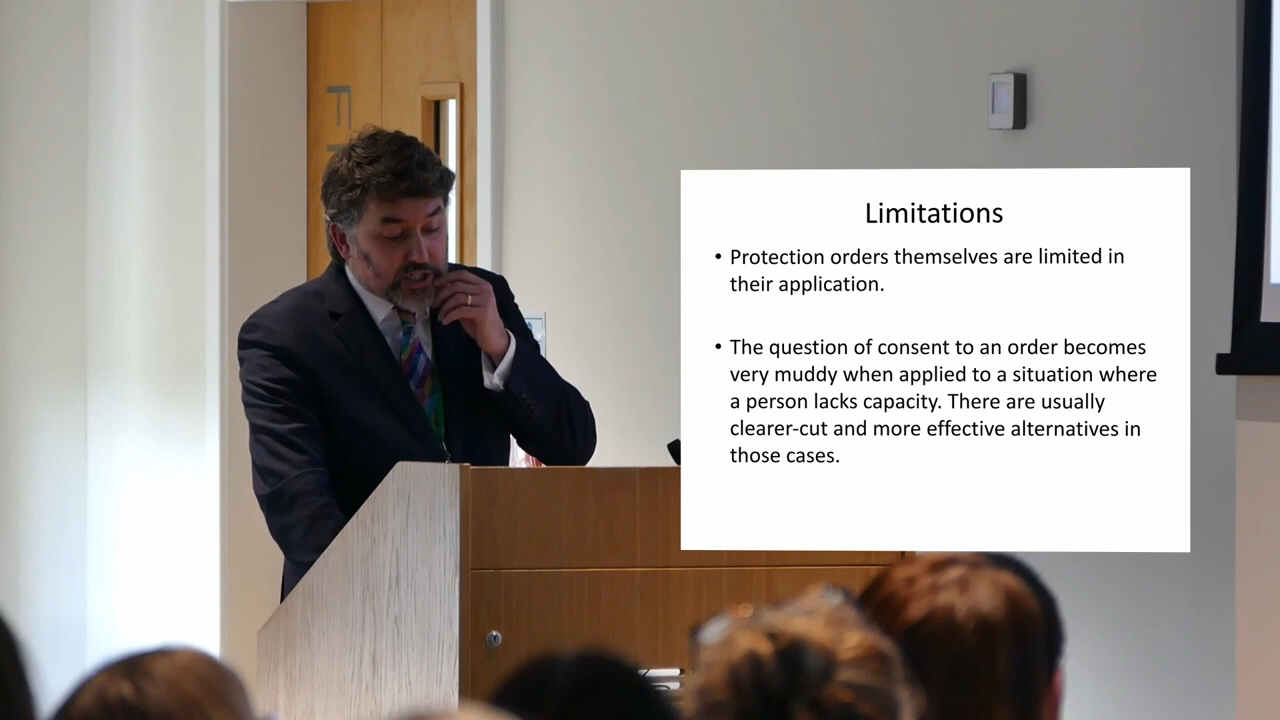 Limitations
• Protection orders themselves are limited in
their application.
• The question of consent to an order becomes
very muddy when applied to a situation where
a person lacks capacity. There are usually
clearer-cut and more effective alternatives in
those cases.